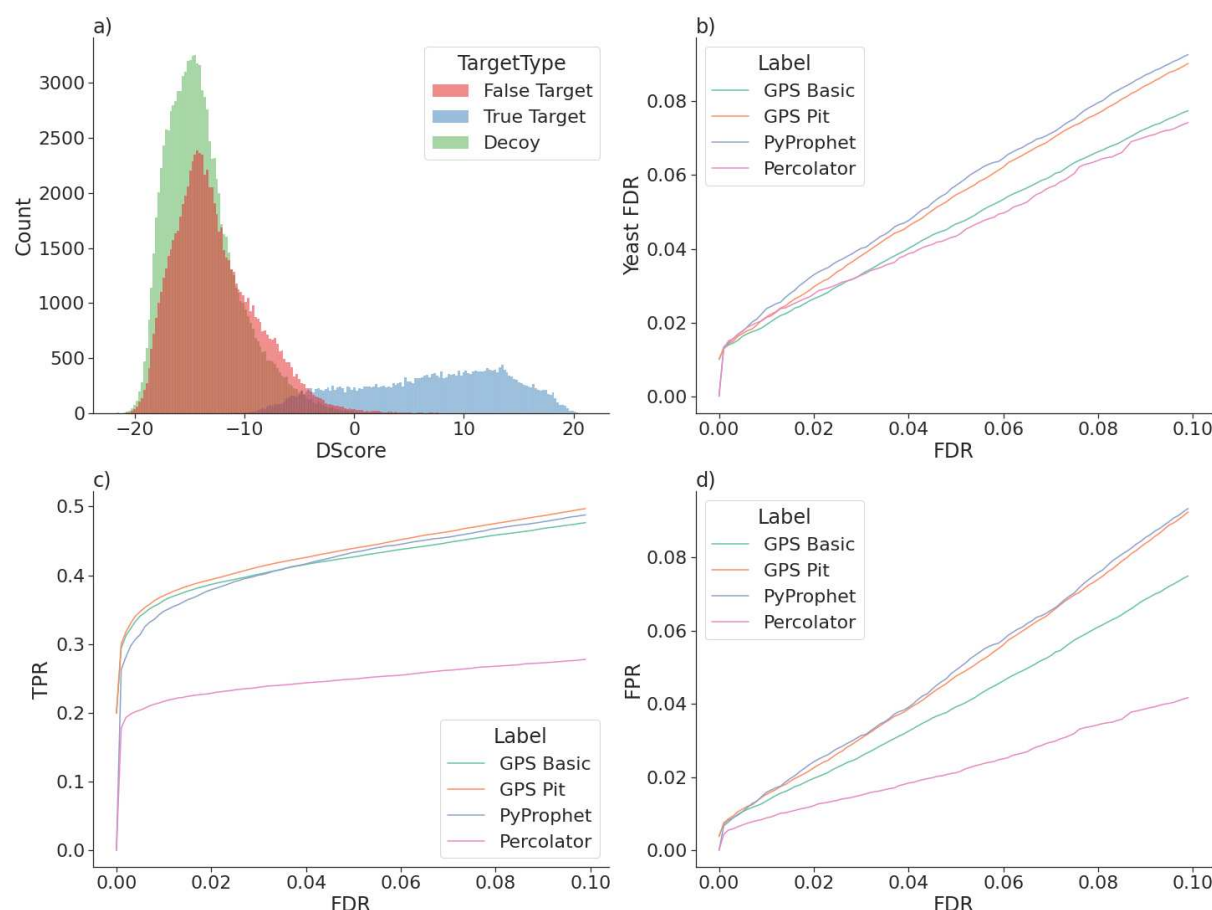 a)
TargetType
False Target
True Target
Decoy
Count
3000
2500
2000
1500
1000
500
0
−20
−10
0
10
20
DScore
b)
Label
GPS Basic
GPS Pit
PyProphet
Percolator
Yeast FDR
0.08
0.06
0.04
0.02
0.00
0.00
0.02
0.04
0.06
0.08
0.10
FDR
c)
TPR
0.5
0.4
0.3
0.2
0.1
0.0
Label
GPS Basic
GPS Pit
PyProphet
Percolator
0.00
0.02
0.04
0.06
0.08
0.10
FDR
d)
Label
GPS Basic
GPS Pit
PyProphet
Percolator
FPR
0.08
0.06
0.04
0.02
0.00
0.00
0.02
0.04
0.06
0.08
0.10
FDR